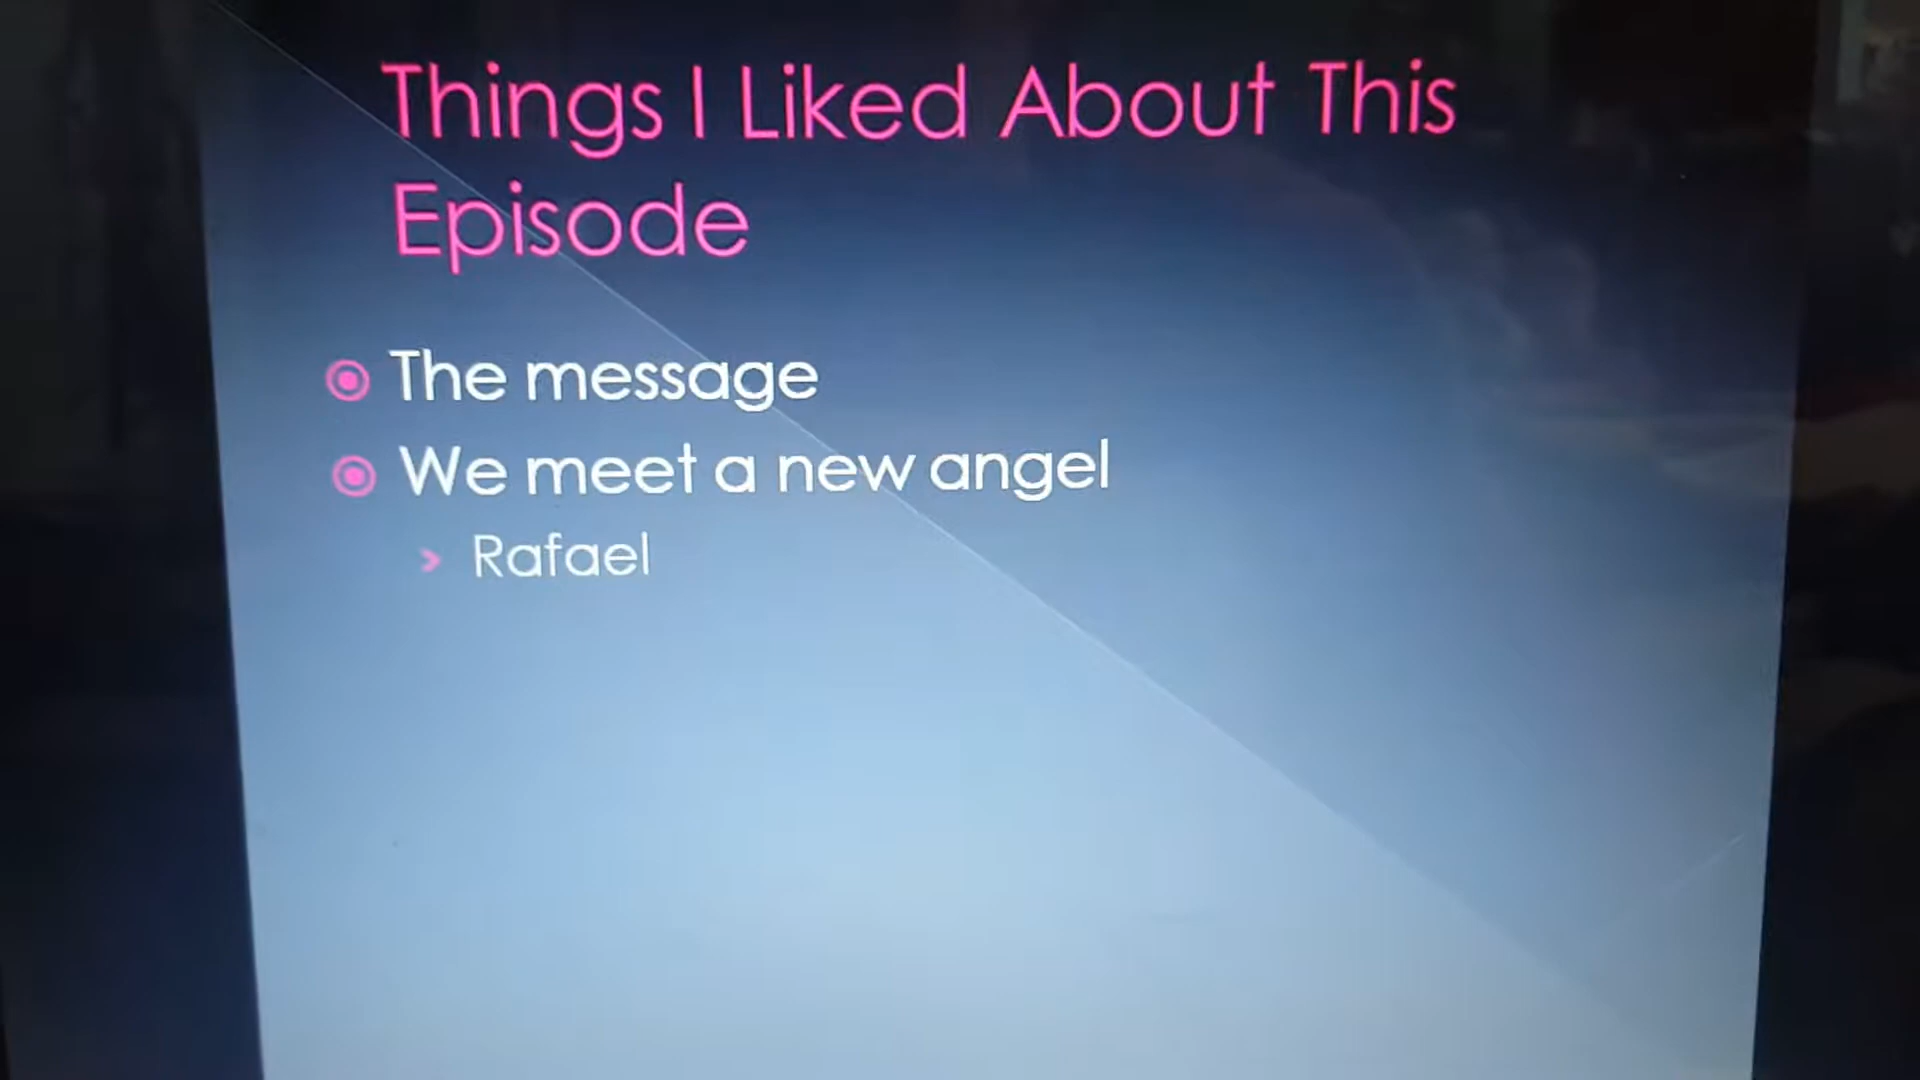 Things I Liked About This
Episode
The message
We meet a new angel
Rafael